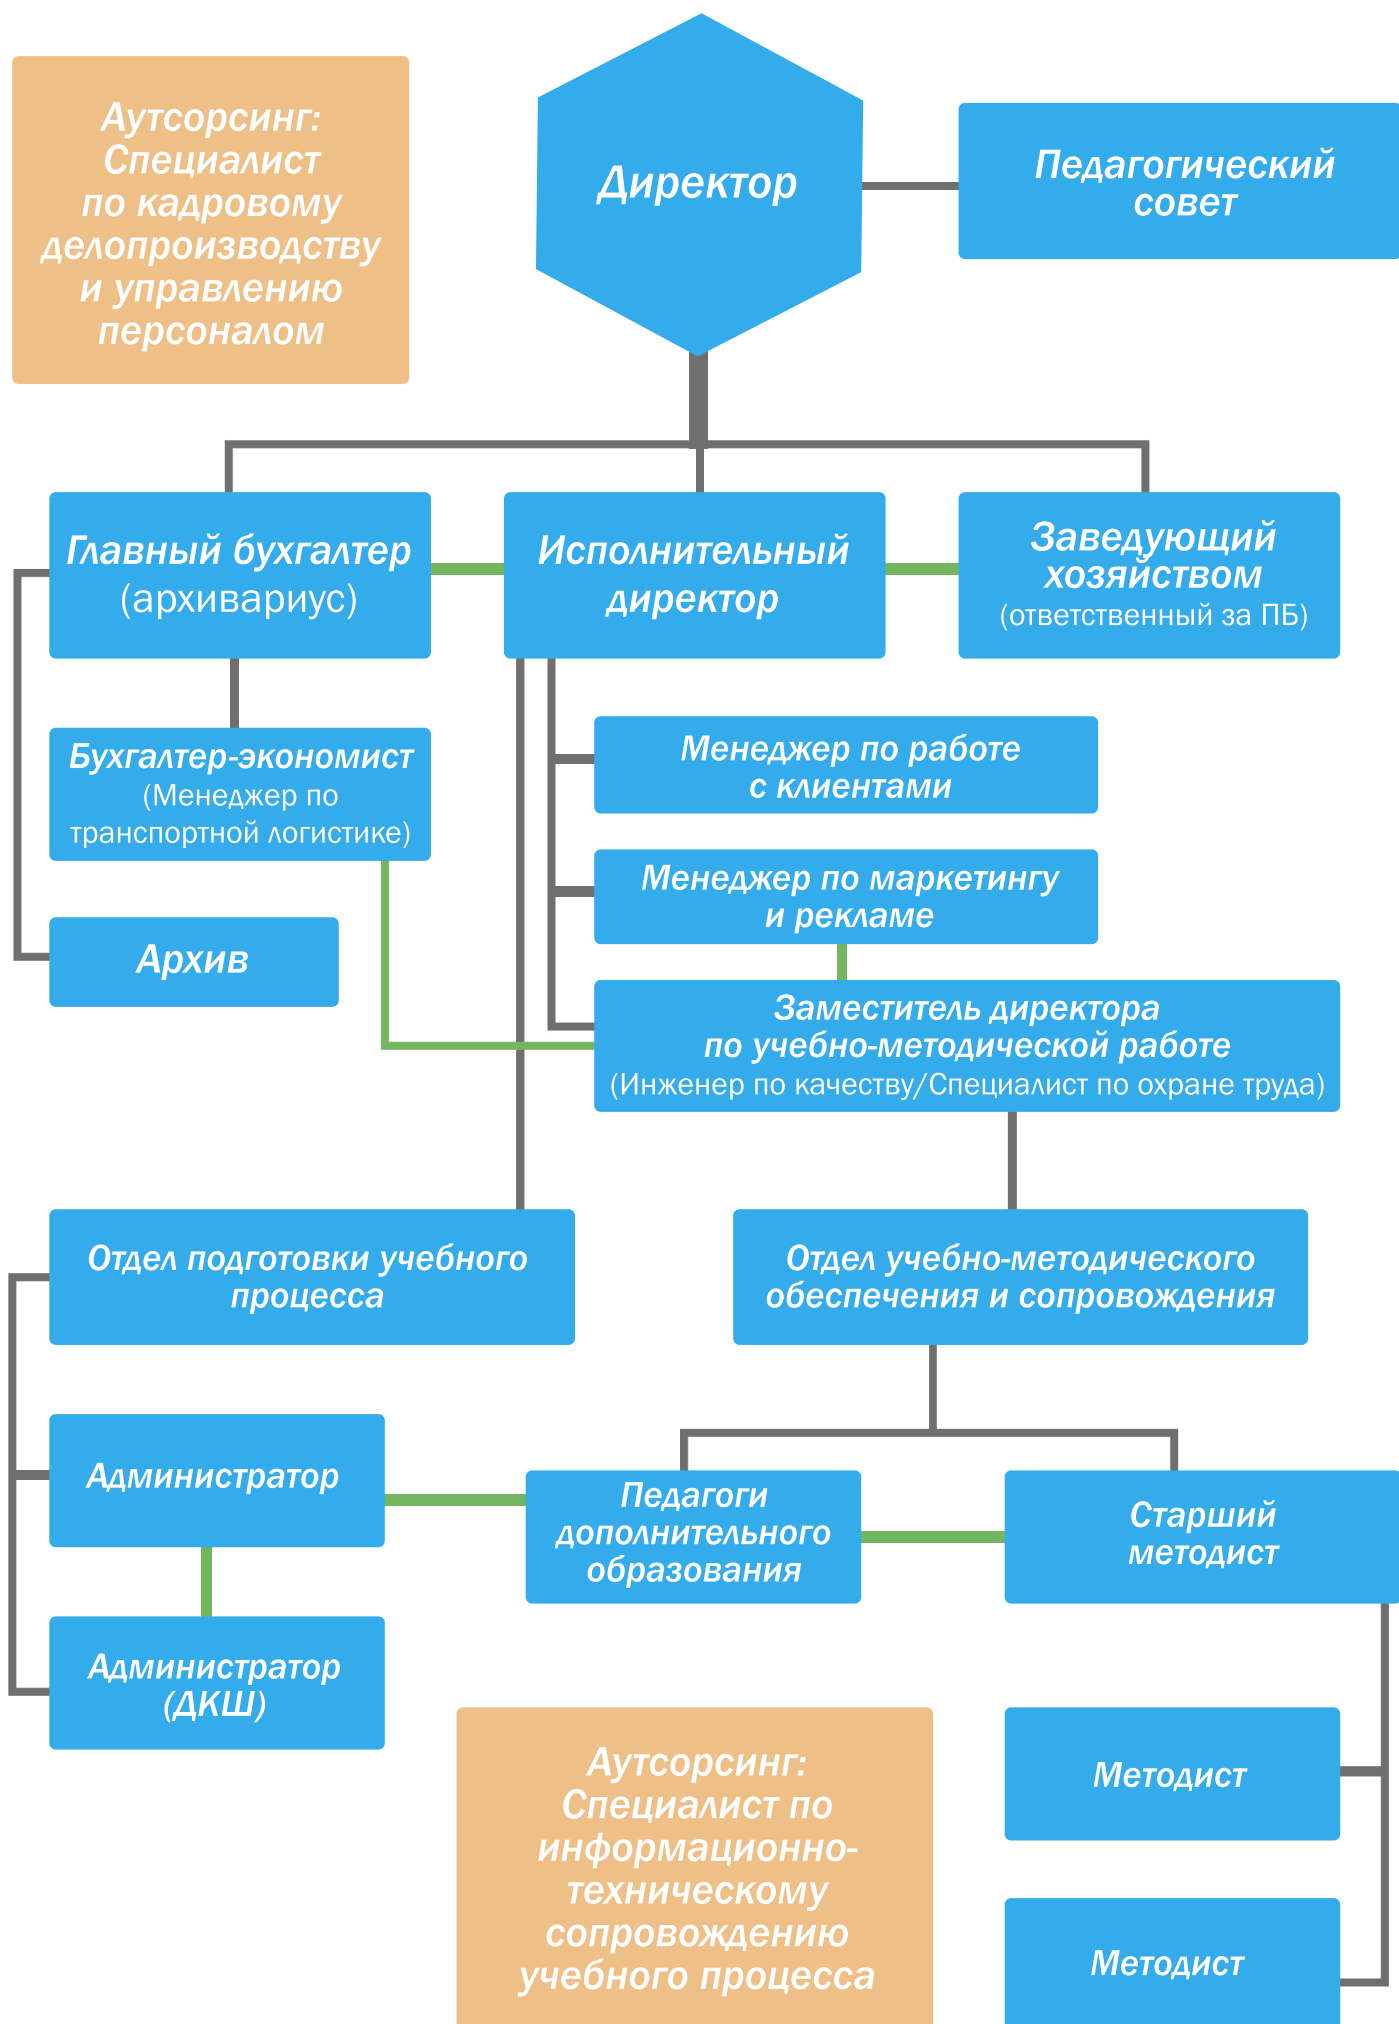 Аутсорсинг:
Специалист
по кадровому
делопроизводству
и управлению
персоналом
Директор
Педагогический
совет
Главный бухгалтер
(архивариус)
Исполнительный
директор
Заведующий
хозяйством
(ответственный за ПБ)
Бухгалтер-экономист
(Менеджер по
транспортной логистике)
Менеджер по работе
с клиентами
Менеджер по маркетингу
и рекламе
Архив
Заместитель директора
по учебно-методической работе
(Инженер по качеству/Специалист по охране труда)
Отдел подготовки учебного
процесса
Отдел учебно-методического
обеспечения и сопровождения
Администратор
Педагоги
дополнительного
образования
Старший
методист
Администратор
(ДКШ)
Аутсорсинг:
Специалист по
информационно-
техническому
сопровождению
учебного процесса
Методист
Методист